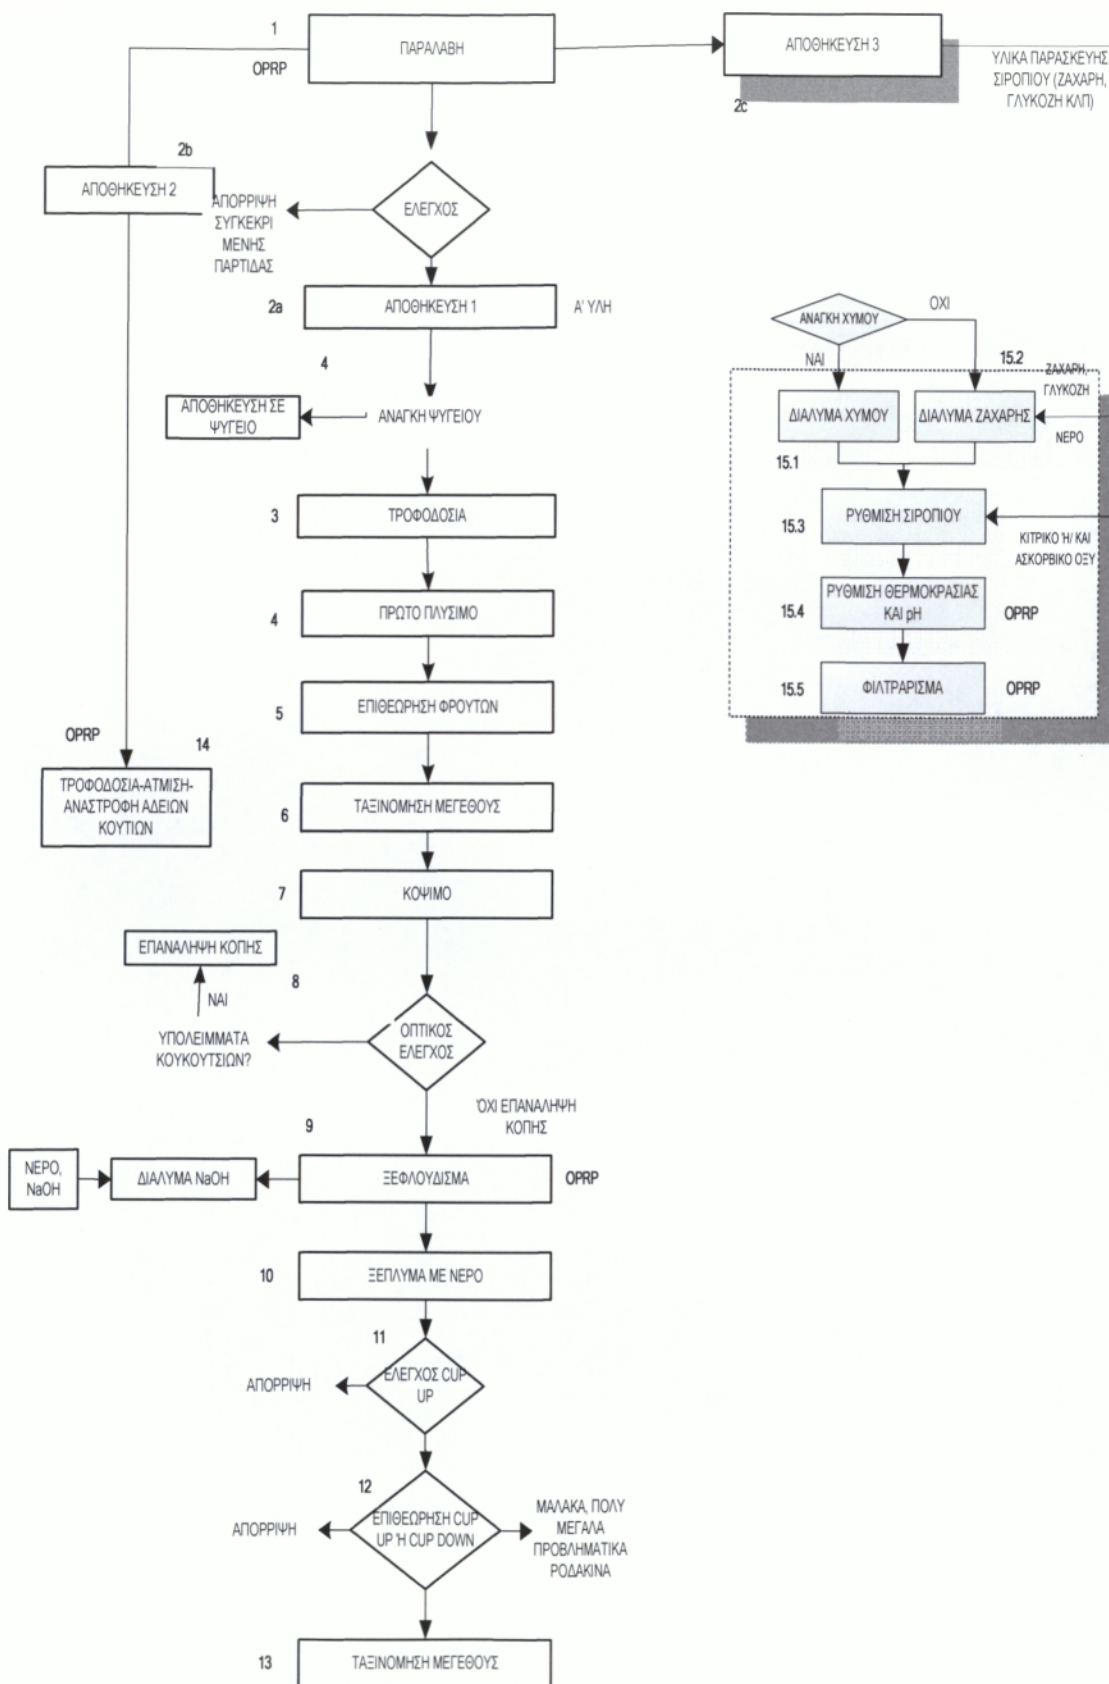 1
ΠΑΡΑΛΑΒΗ
OPRP
ΑΠΟΘΗΚΕΥΣΗ 3
2c
ΥΛΙΚΑ ΠΑΡΑΣΚΕΥΗΣ
ΣΙΡΟΠΙΟΥ (ΖΑΧΑΡΗ,
ΓΛΥΚΟΖΗ ΚΛΠ)
2b
ΑΠΟΘΗΚΕΥΣΗ 2
ΑΠΟΡΡΙΨΗ
ΣΥΓΚΕΚΡΙ
ΜΕΝΗΣ
ΠΑΡΤΙΔΑΣ
ΕΛΕΓΧΟΣ
2a
ΑΠΟΘΗΚΕΥΣΗ 1
Α' ΥΛΗ
4
ΑΠΟΘΗΚΕΥΣΗ ΣΕ
ΨΥΓΕΙΟ
ΑΝΑΓΚΗ ΨΥΓΕΙΟΥ
3
ΤΡΟΦΟΔΟΣΙΑ
4
ΠΡΩΤΟ ΠΛΥΣΙΜΟ
5
ΕΠΙΘΕΩΡΗΣΗ ΦΡΟΥΤΩΝ
OPRP
14
ΤΡΟΦΟΔΟΣΙΑ-ΑΤΜΙΣΗ-
ΑΝΑΣΤΡΟΦΗ ΑΔΕΙΩΝ
ΚΟΥΤΙΩΝ
6
ΤΑΞΙΝΟΜΗΣΗ ΜΕΓΕΘΟΥΣ
7
ΚΟΨΙΜΟ
ΕΠΑΝΑΛΗΨΗ ΚΟΠΗΣ
8
ΝΑΙ
ΥΠΟΛΕΙΜΜΑΤΑ
ΚΟΥΚΟΥΤΣΙΩΝ?
ΟΠΤΙΚΟΣ
ΕΛΕΓΧΟΣ
ΌΧΙ ΕΠΑΝΑΛΗΨΗ
ΚΟΠΗΣ
9
ΝΕΡΟ,
NaOH
ΔΙΑΛΥΜΑ NaOH
ΞΕΦΛΟΥΔΙΣΜΑ
OPRP
10
ΞΕΠΛΥΜΑ ΜΕ ΝΕΡΟ
11
ΑΠΟΡΡΙΨΗ
ΕΛΕΓΧΟΣ CUP
UP
12
ΑΠΟΡΡΙΨΗ
ΕΠΙΘΕΩΡΗΣΗ CUP
UP Ή CUP DOWN
ΜΑΛΑΚΑ, ΠΟΛΥ
ΜΕΓΑΛΑ
ΠΡΟΒΛΗΜΑΤΙΚΑ
ΡΟΔΑΚΙΝΑ
13
ΤΑΞΙΝΟΜΗΣΗ ΜΕΓΕΘΟΥΣ
ΑΝΑΓΚΗ ΧΥΜΟΥ
ΟΧΙ
ΝΑΙ
15.2
ΖΑΧΑΡΗ,
ΓΛΥΚΟΖΗ
ΔΙΑΛΥΜΑ ΧΥΜΟΥ
ΔΙΑΛΥΜΑ ΖΑΧΑΡΗΣ
ΝΕΡΟ
15.1
15.3
ΡΥΘΜΙΣΗ ΣΙΡΟΠΙΟΥ
ΚΙΤΡΙΚΟ Ή/ ΚΑΙ
ΑΣΚΟΡΒΙΚΟ ΟΞΥ
15.4
ΡΥΘΜΙΣΗ ΘΕΡΜΟΚΡΑΣΙΑΣ
ΚΑΙ pH
OPRP
15.5
ΦΙΛΤΡΑΡΙΣΜΑ
OPRP